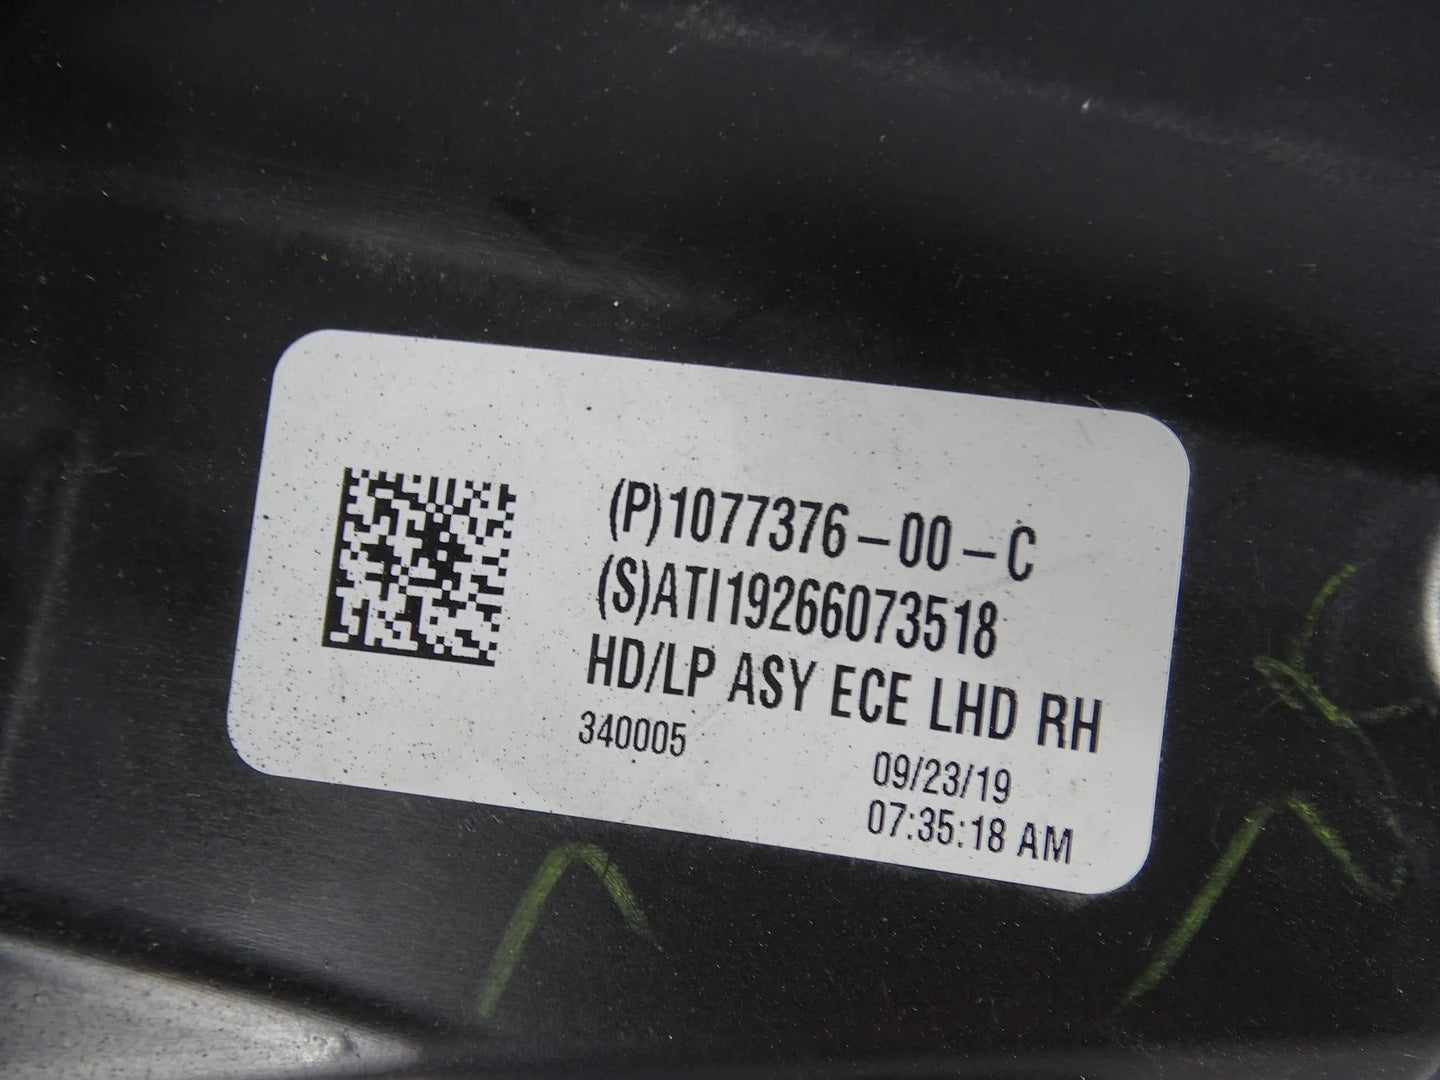 (P)1077376-00-C
(S)ATI19266073518
HD/LP ASY ECE LHD RH
340005
09/23/19
07:35:18 AM